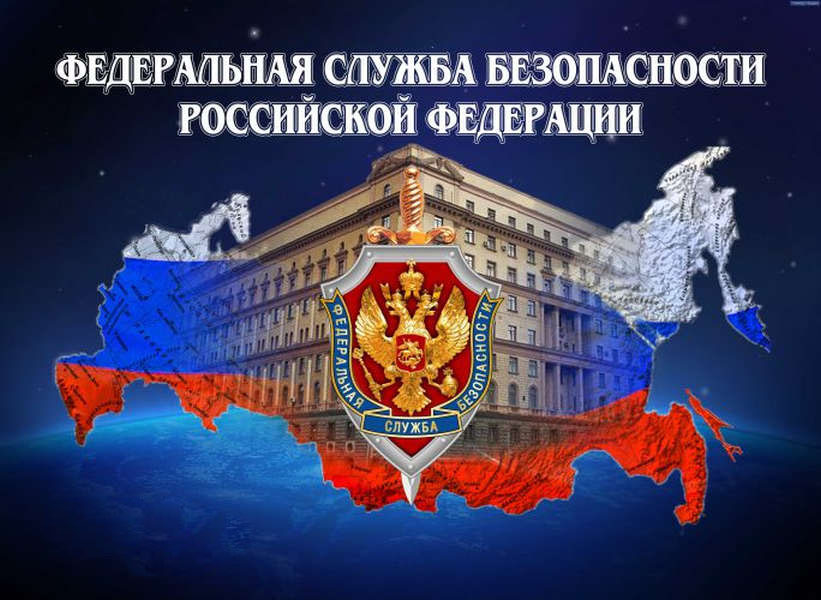 ФЕДЕРАЛЬНАЯ СЛУЖБА БЕЗОПАСНОСТИ
РОССИЙСКОЙ ФЕДЕРАЦИИ
ФЕДЕРАЛЬНАЯ
СЛУЖБА
БЕЗОПАСНОСТИ